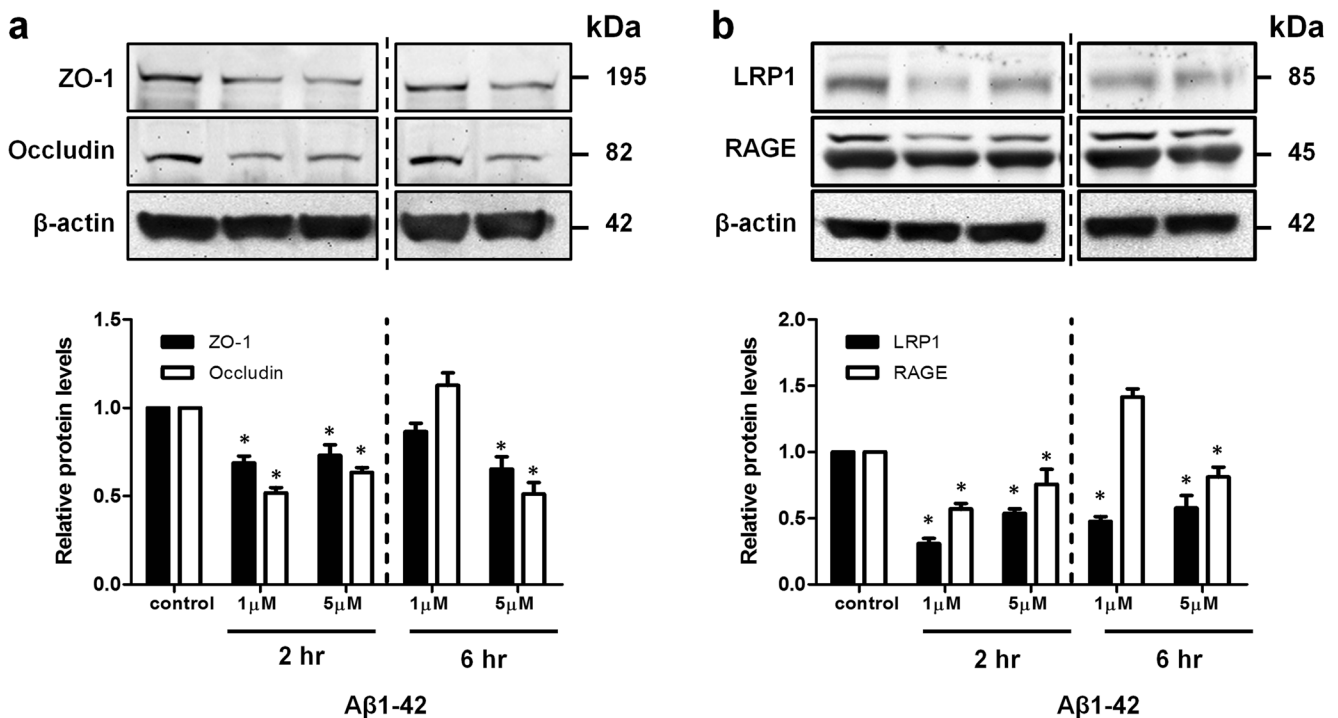 a
kDa
ZO-1
195
Occludin
82
β-actin
42
Relative protein levels
1.5
1.0
0.5
0.0
ZO-1
Occludin
* * * * * *
control 1μM 5μM 1μM 5μM
2 hr 6 hr
Aβ1-42
b
kDa
LRP1
85
RAGE
45
β-actin
42
Relative protein levels
2.0
1.5
1.0
0.5
0.0
LRP1
RAGE
* * * * * * *
control 1μM 5μM 1μM 5μM
2 hr 6 hr
Aβ1-42